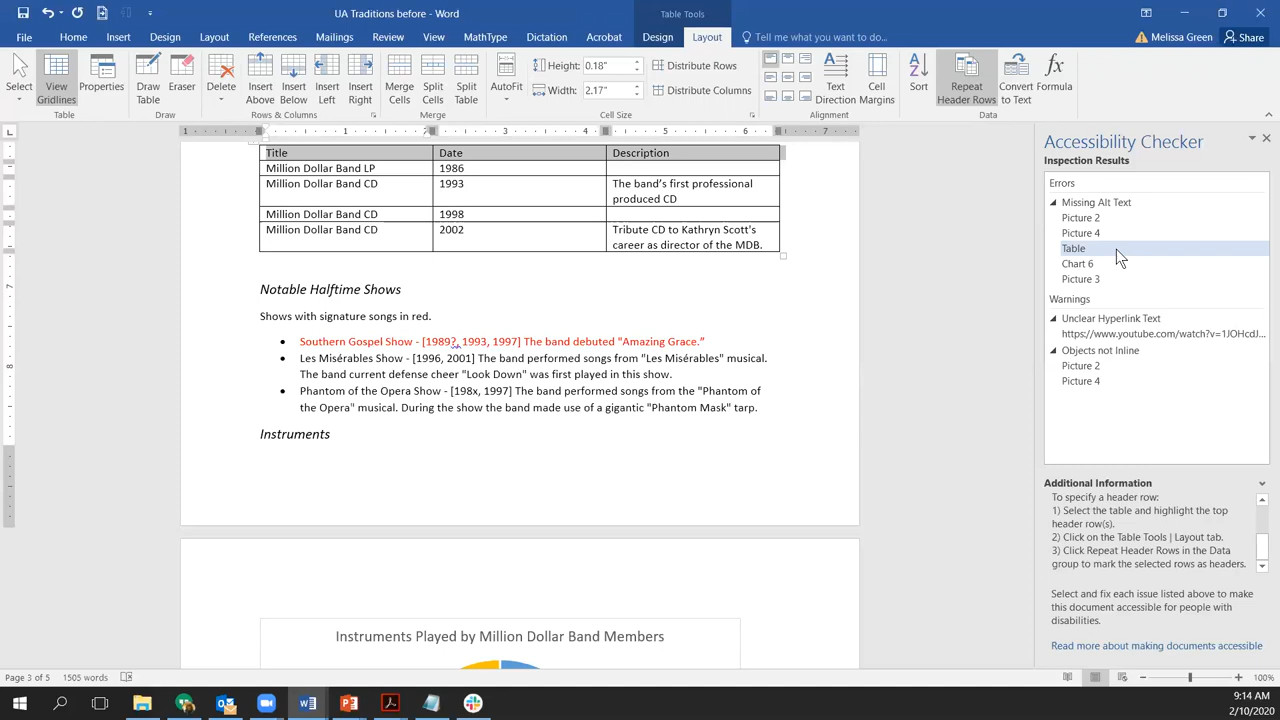 UA Traditions before - Word
Table Tools
File Home Insert Design Layout References Mailings Review View MathType Dictation Acrobat Design Layout Tell me what you want to do... Melissa Green Share
Select View Gridlines Properties Draw Table Eraser Delete Insert Above Insert Below Insert Left Insert Right Merge Cells Split Cells Split Table AutoFit Height: 0.18" Width: 2.17" Distribute Rows Distribute Columns Text Direction Cell Margins Sort Repeat Header Rows Convert to Text Formula
Table Draw Rows & Columns Merge Cell Size Alignment Data
1 1 3 5 6 7
Title Date Description
Million Dollar Band LP 1986
Million Dollar Band CD 1993 The band's first professional
produced CD
Million Dollar Band CD 1998
Million Dollar Band CD 2002 Tribute CD to Kathryn Scott's
career as director of the MDB.
Notable Halftime Shows
Shows with signature songs in red.
• Southern Gospel Show - [1989?, 1993, 1997] The band debuted "Amazing Grace."
• Les Misérables Show - [1996, 2001] The band performed songs from "Les Misérables" musical.
The band current defense cheer "Look Down" was first played in this show.
• Phantom of the Opera Show - [198x, 1997] The band performed songs from the "Phantom of
the Opera" musical. During the show the band made use of a gigantic "Phantom Mask" tarp.
Instruments
Instruments Played by Million Dollar Band Members
7
8
Accessibility Checker
Inspection Results
Errors
Missing Alt Text
Picture 2
Picture 4
Table
Chart 6
Picture 3
Warnings
Unclear Hyperlink Text
https://www.youtube.com/watch?v=1JOHcdJ...
Objects not Inline
Picture 2
Picture 4
Additional Information
To specify a header row:
1) Select the table and highlight the top
header row(s).
2) Click on the Table Tools | Layout tab.
3) Click Repeat Header Rows in the Data
group to mark the selected rows as headers.
Select and fix each issue listed above to make
this document accessible for people with
disabilities.
Read more about making documents accessible
Page 3 of 5 1505 words 100%
9:14 AM
2/10/2020